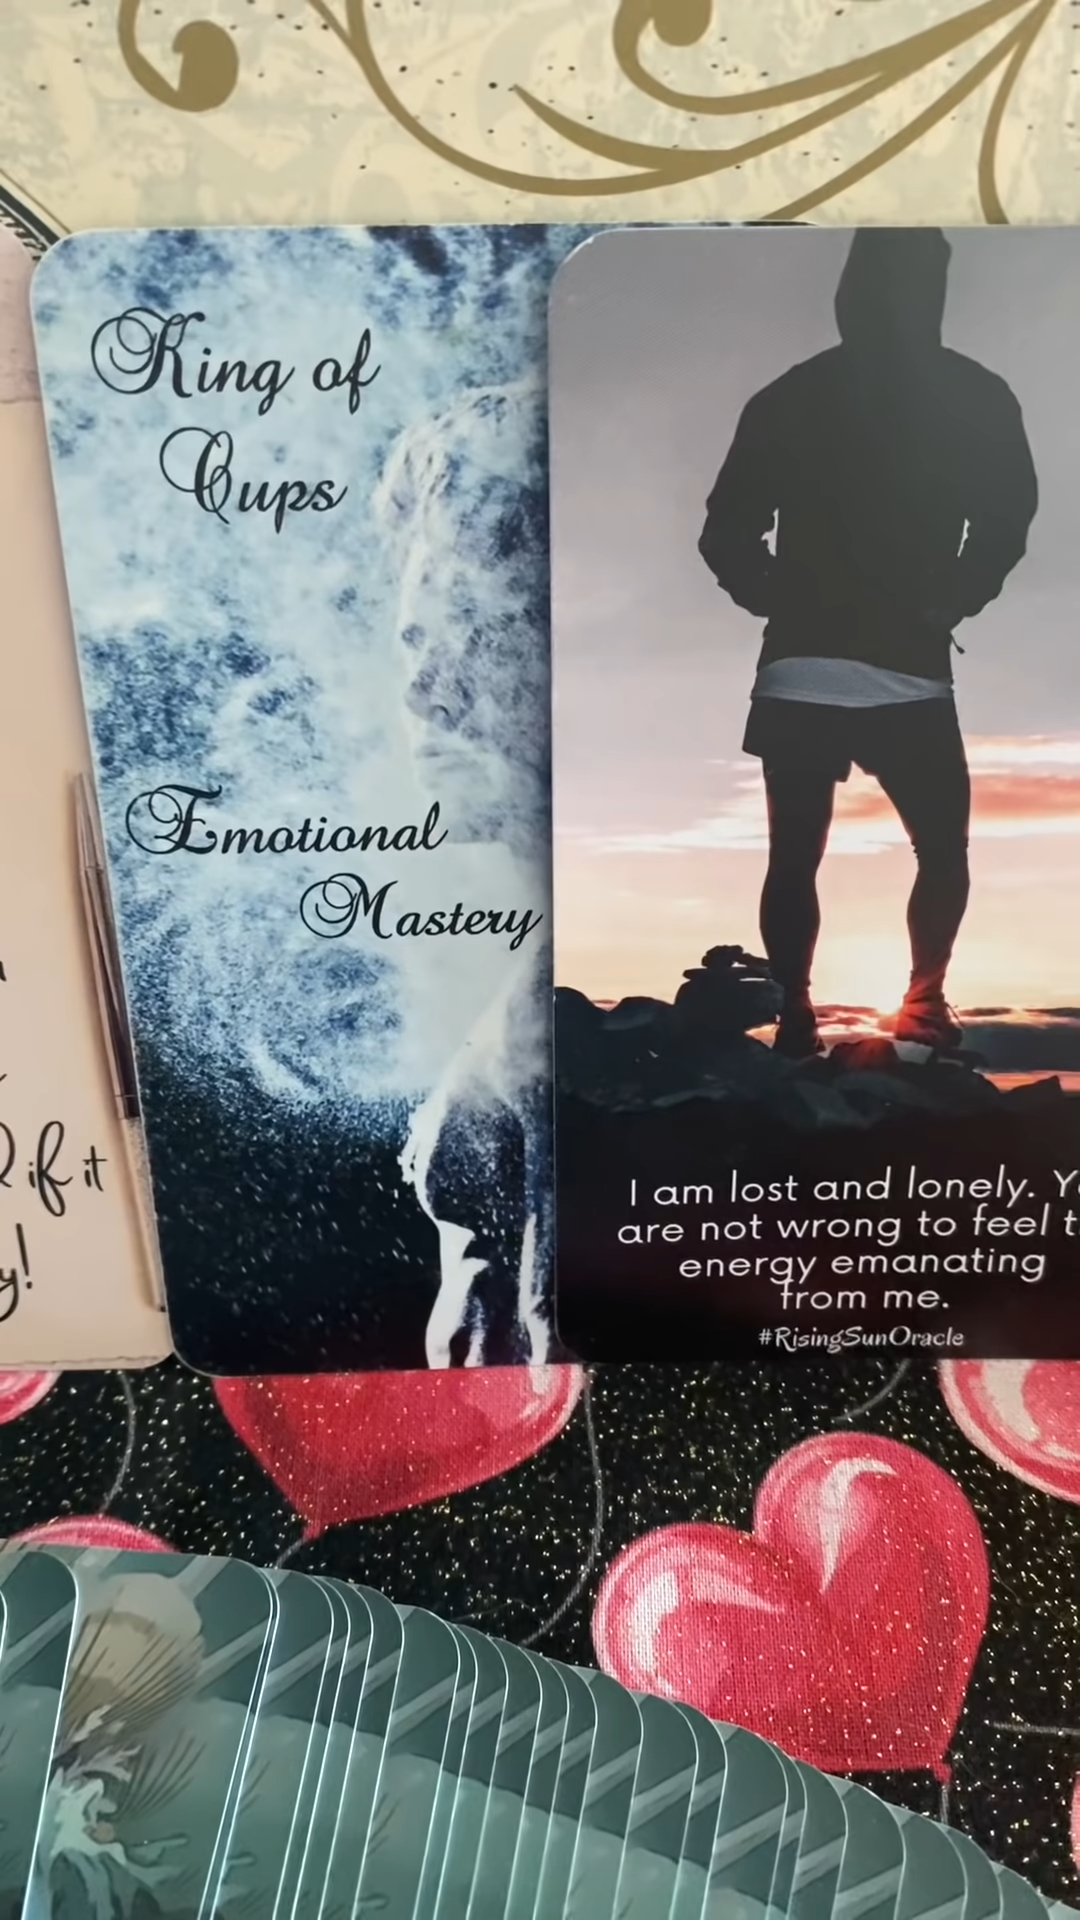 if it
y!
King of
Cups
Emotional
Mastery
I am lost and lonely.
are not wrong to feel
energy emanating
from me.
#RisingSunOracle